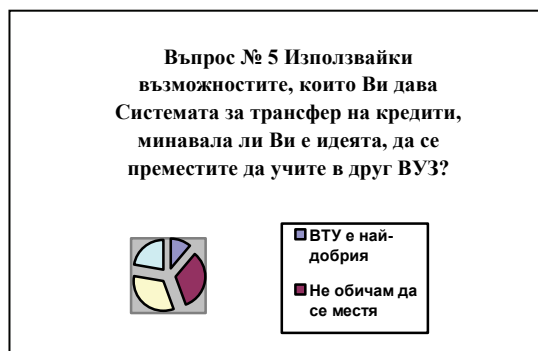 Въпрос № 5 Използвайки
възможностите, които Ви дава
Системата за трансфер на кредити,
минавала ли Ви е идеята, да се
преместите да учите в друг ВУЗ?
ВТУ е най-
добрия
Не обичам да
се местя